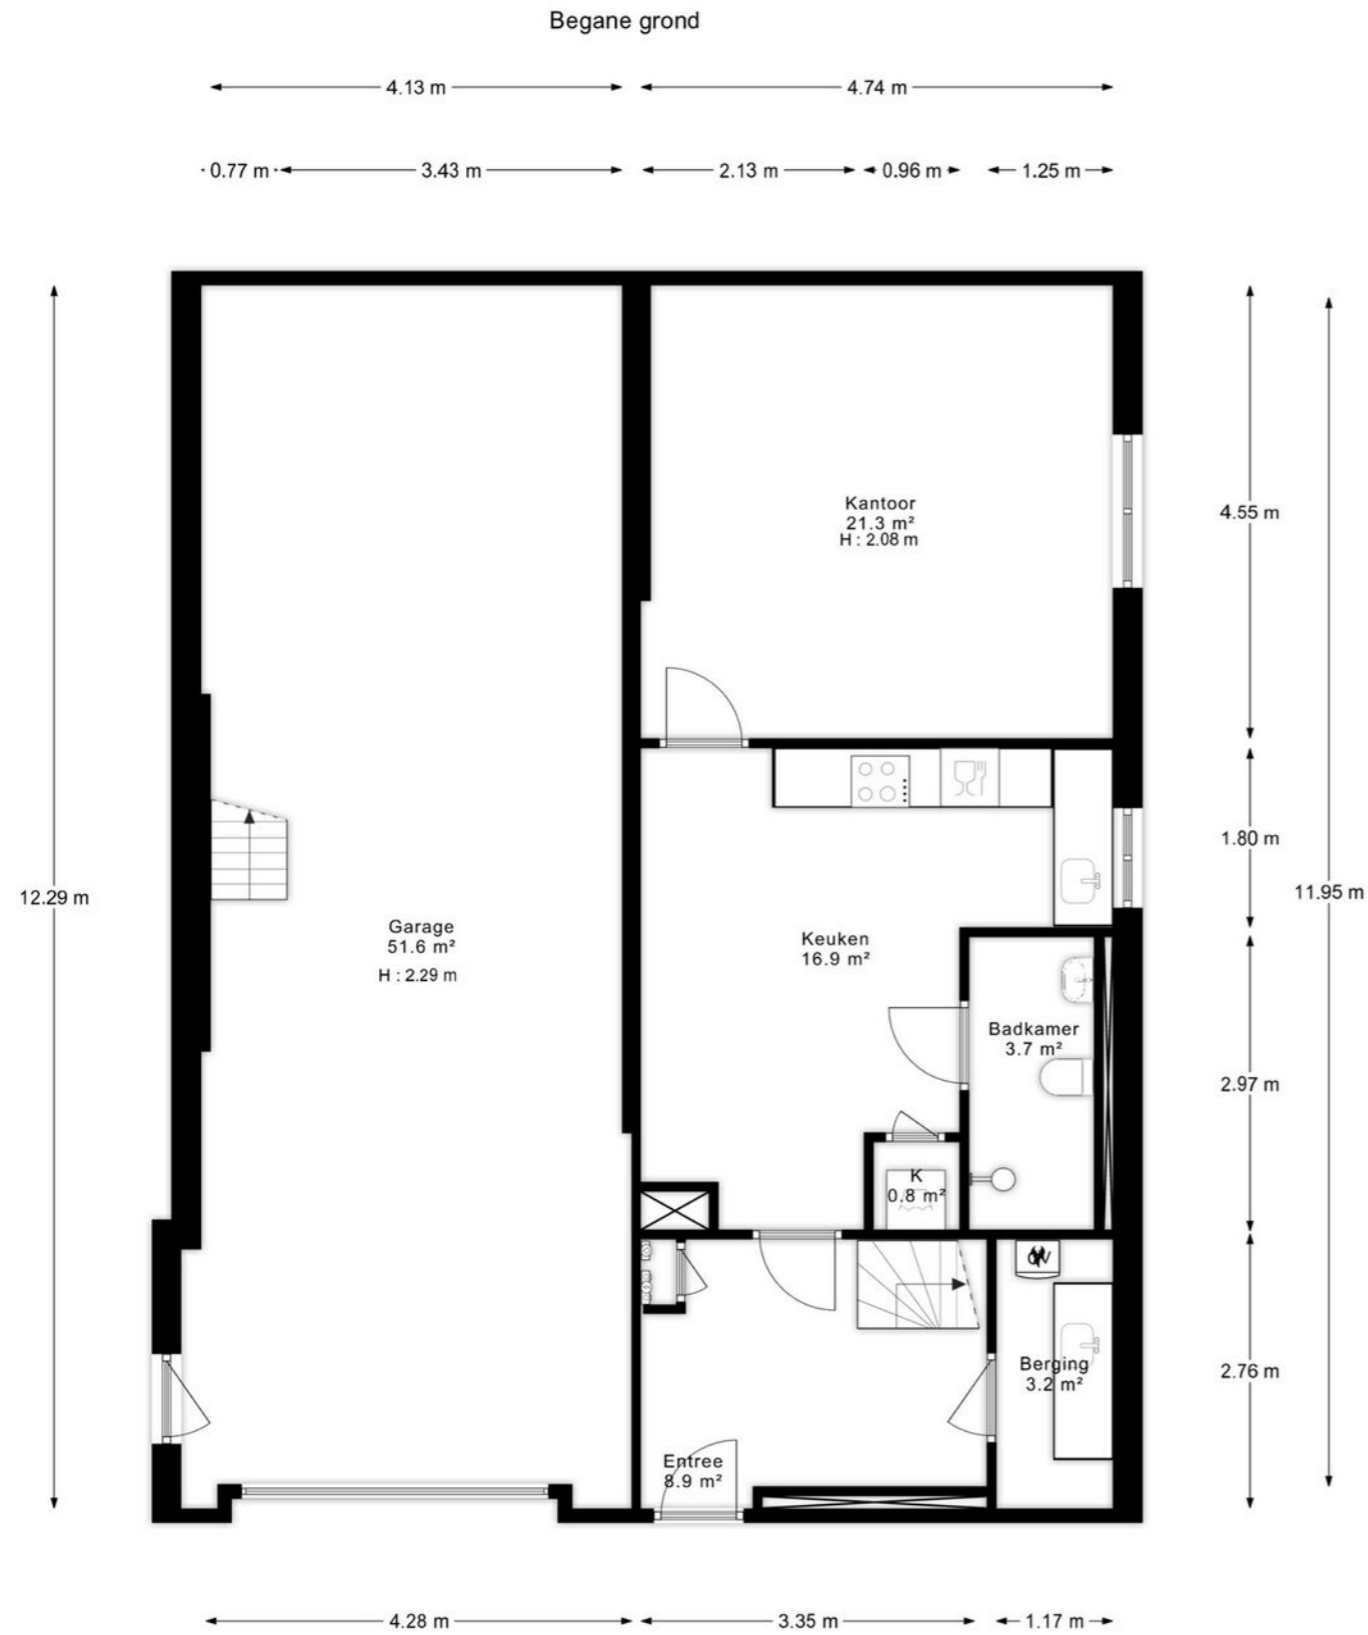 Begane grond
4.13 m
4.74 m
0.77 m
3.43 m
2.13 m
0.96 m
1.25 m
Kantoor
21.3 m²
H : 2.08 m
4.55 m
1.80 m
12.29 m
11.95 m
Garage
51.6 m²
H : 2.29 m
Keuken
16.9 m²
Badkamer
3.7 m²
2.97 m
K
0.8 m²
Berging
3.2 m²
2.76 m
Entree
8.9 m²
4.28 m
3.35 m
1.17 m